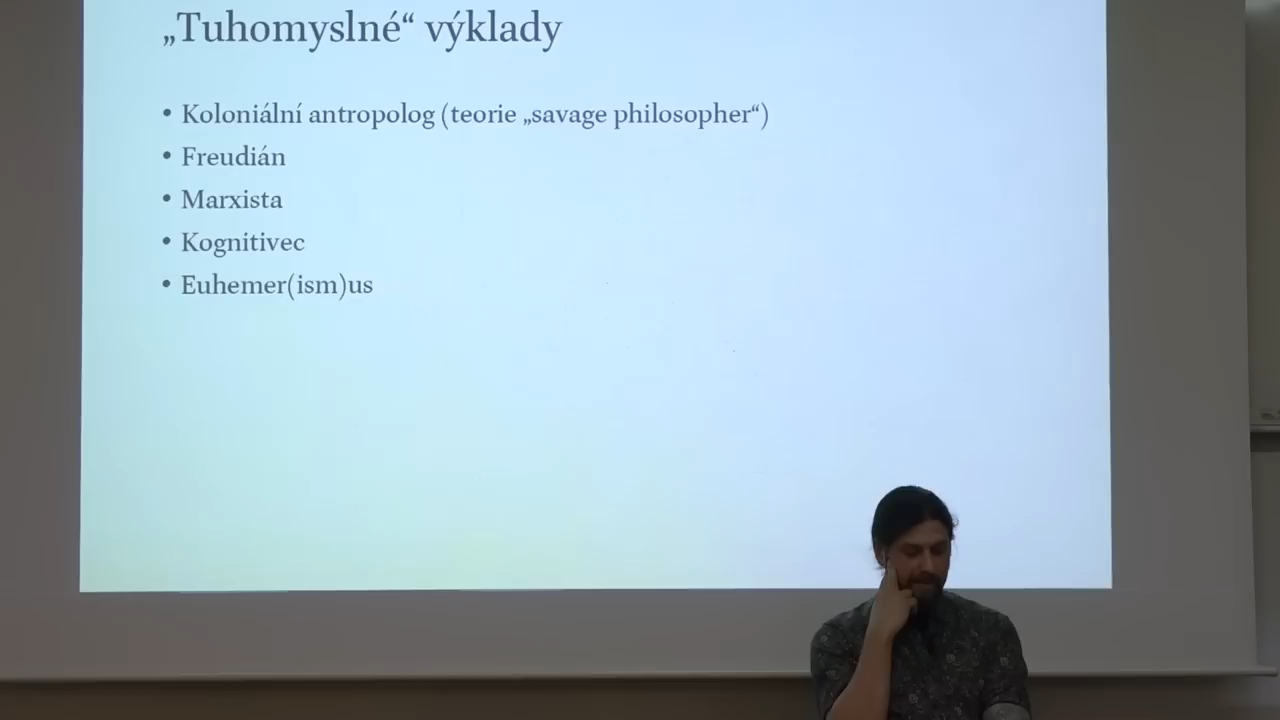 „Tuhomyslné“ výklady
• Koloniální antropolog (teorie „savage philosopher“)
• Freudián
• Marxista
• Kognitivec
• Euhemer(ism)us